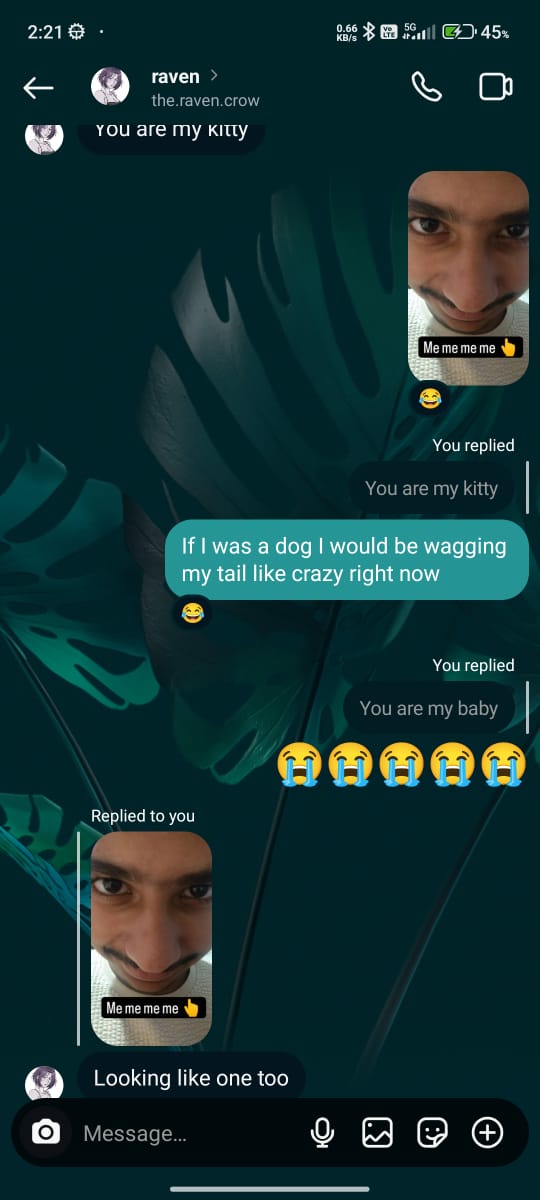 2:21
0.66
KB/s
Vo
LTE
5G
45%
raven
the.raven.crow
You are my kitty
Me me me me 👆
😂
You replied
You are my kitty
If I was a dog I would be wagging
my tail like crazy right now
😂
You replied
You are my baby
😭😭😭😭😭
Replied to you
Me me me me 👆
Looking like one too
Message...